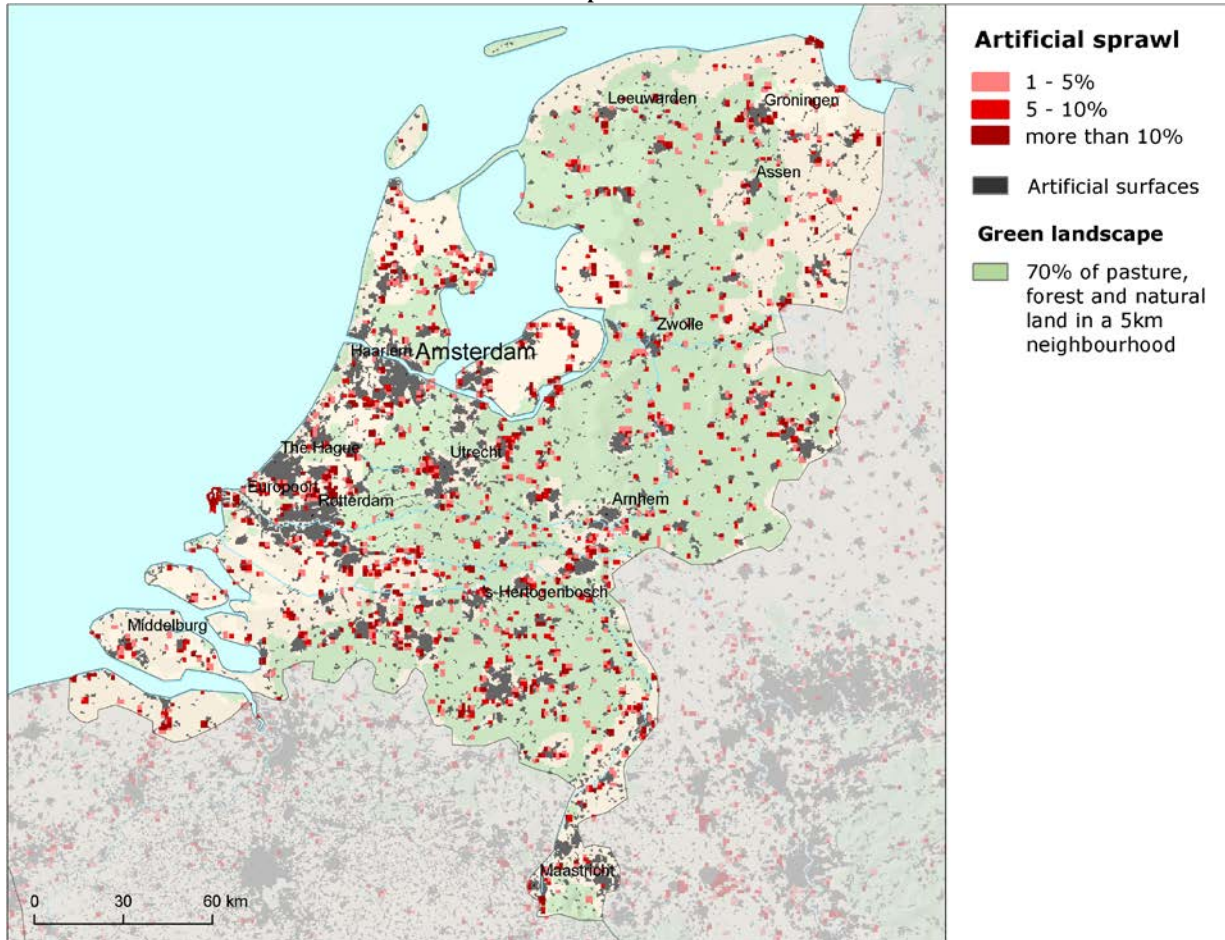 Artificial sprawl
1 - 5%
5 - 10%
more than 10%
Artificial surfaces
Green landscape
70% of pasture,
forest and natural
land in a 5km
neighbourhood
Leeuwarden
Groningen
Assen
Zwolle
Haarlem
Amsterdam
The Hague
Utrecht
Europoort
Rotterdam
Arnhem
's-Hertogenbosch
Middelburg
Maastricht
0 30 60 km